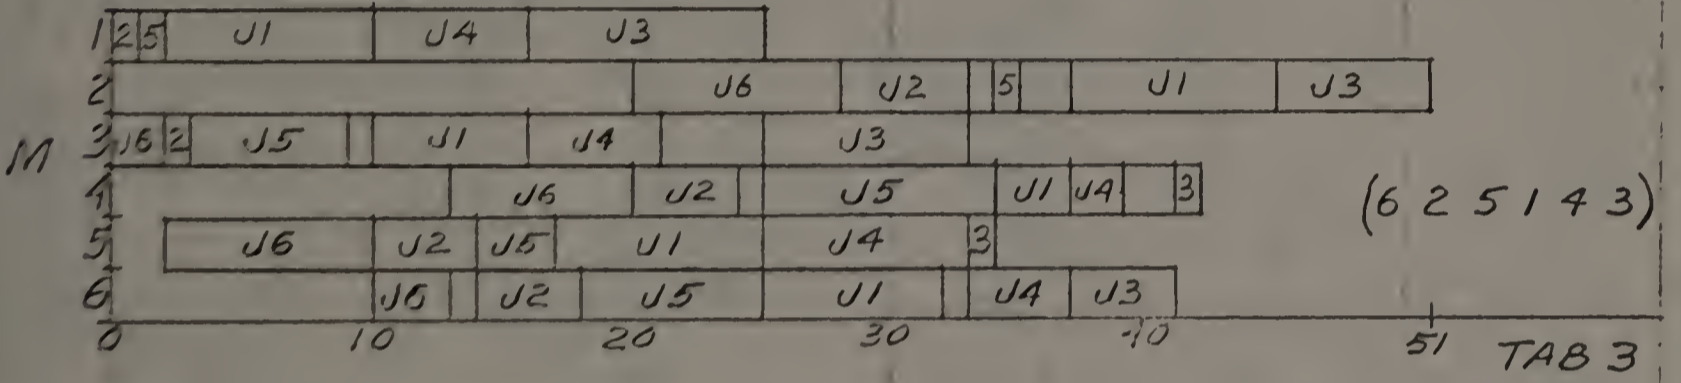 1 2 5 J1 J4 J3
2 J6 J2 5 J1 J3
3 J6 2 J5 J1 J4 J3
M
4 J6 J2 J5 J1 J4 3
(6 2 5 1 4 3)
5 J6 J2 J5 J1 J4 3
6 J6 J2 J5 J1 J4 J3
0 10 20 30 40 51
TAB 3